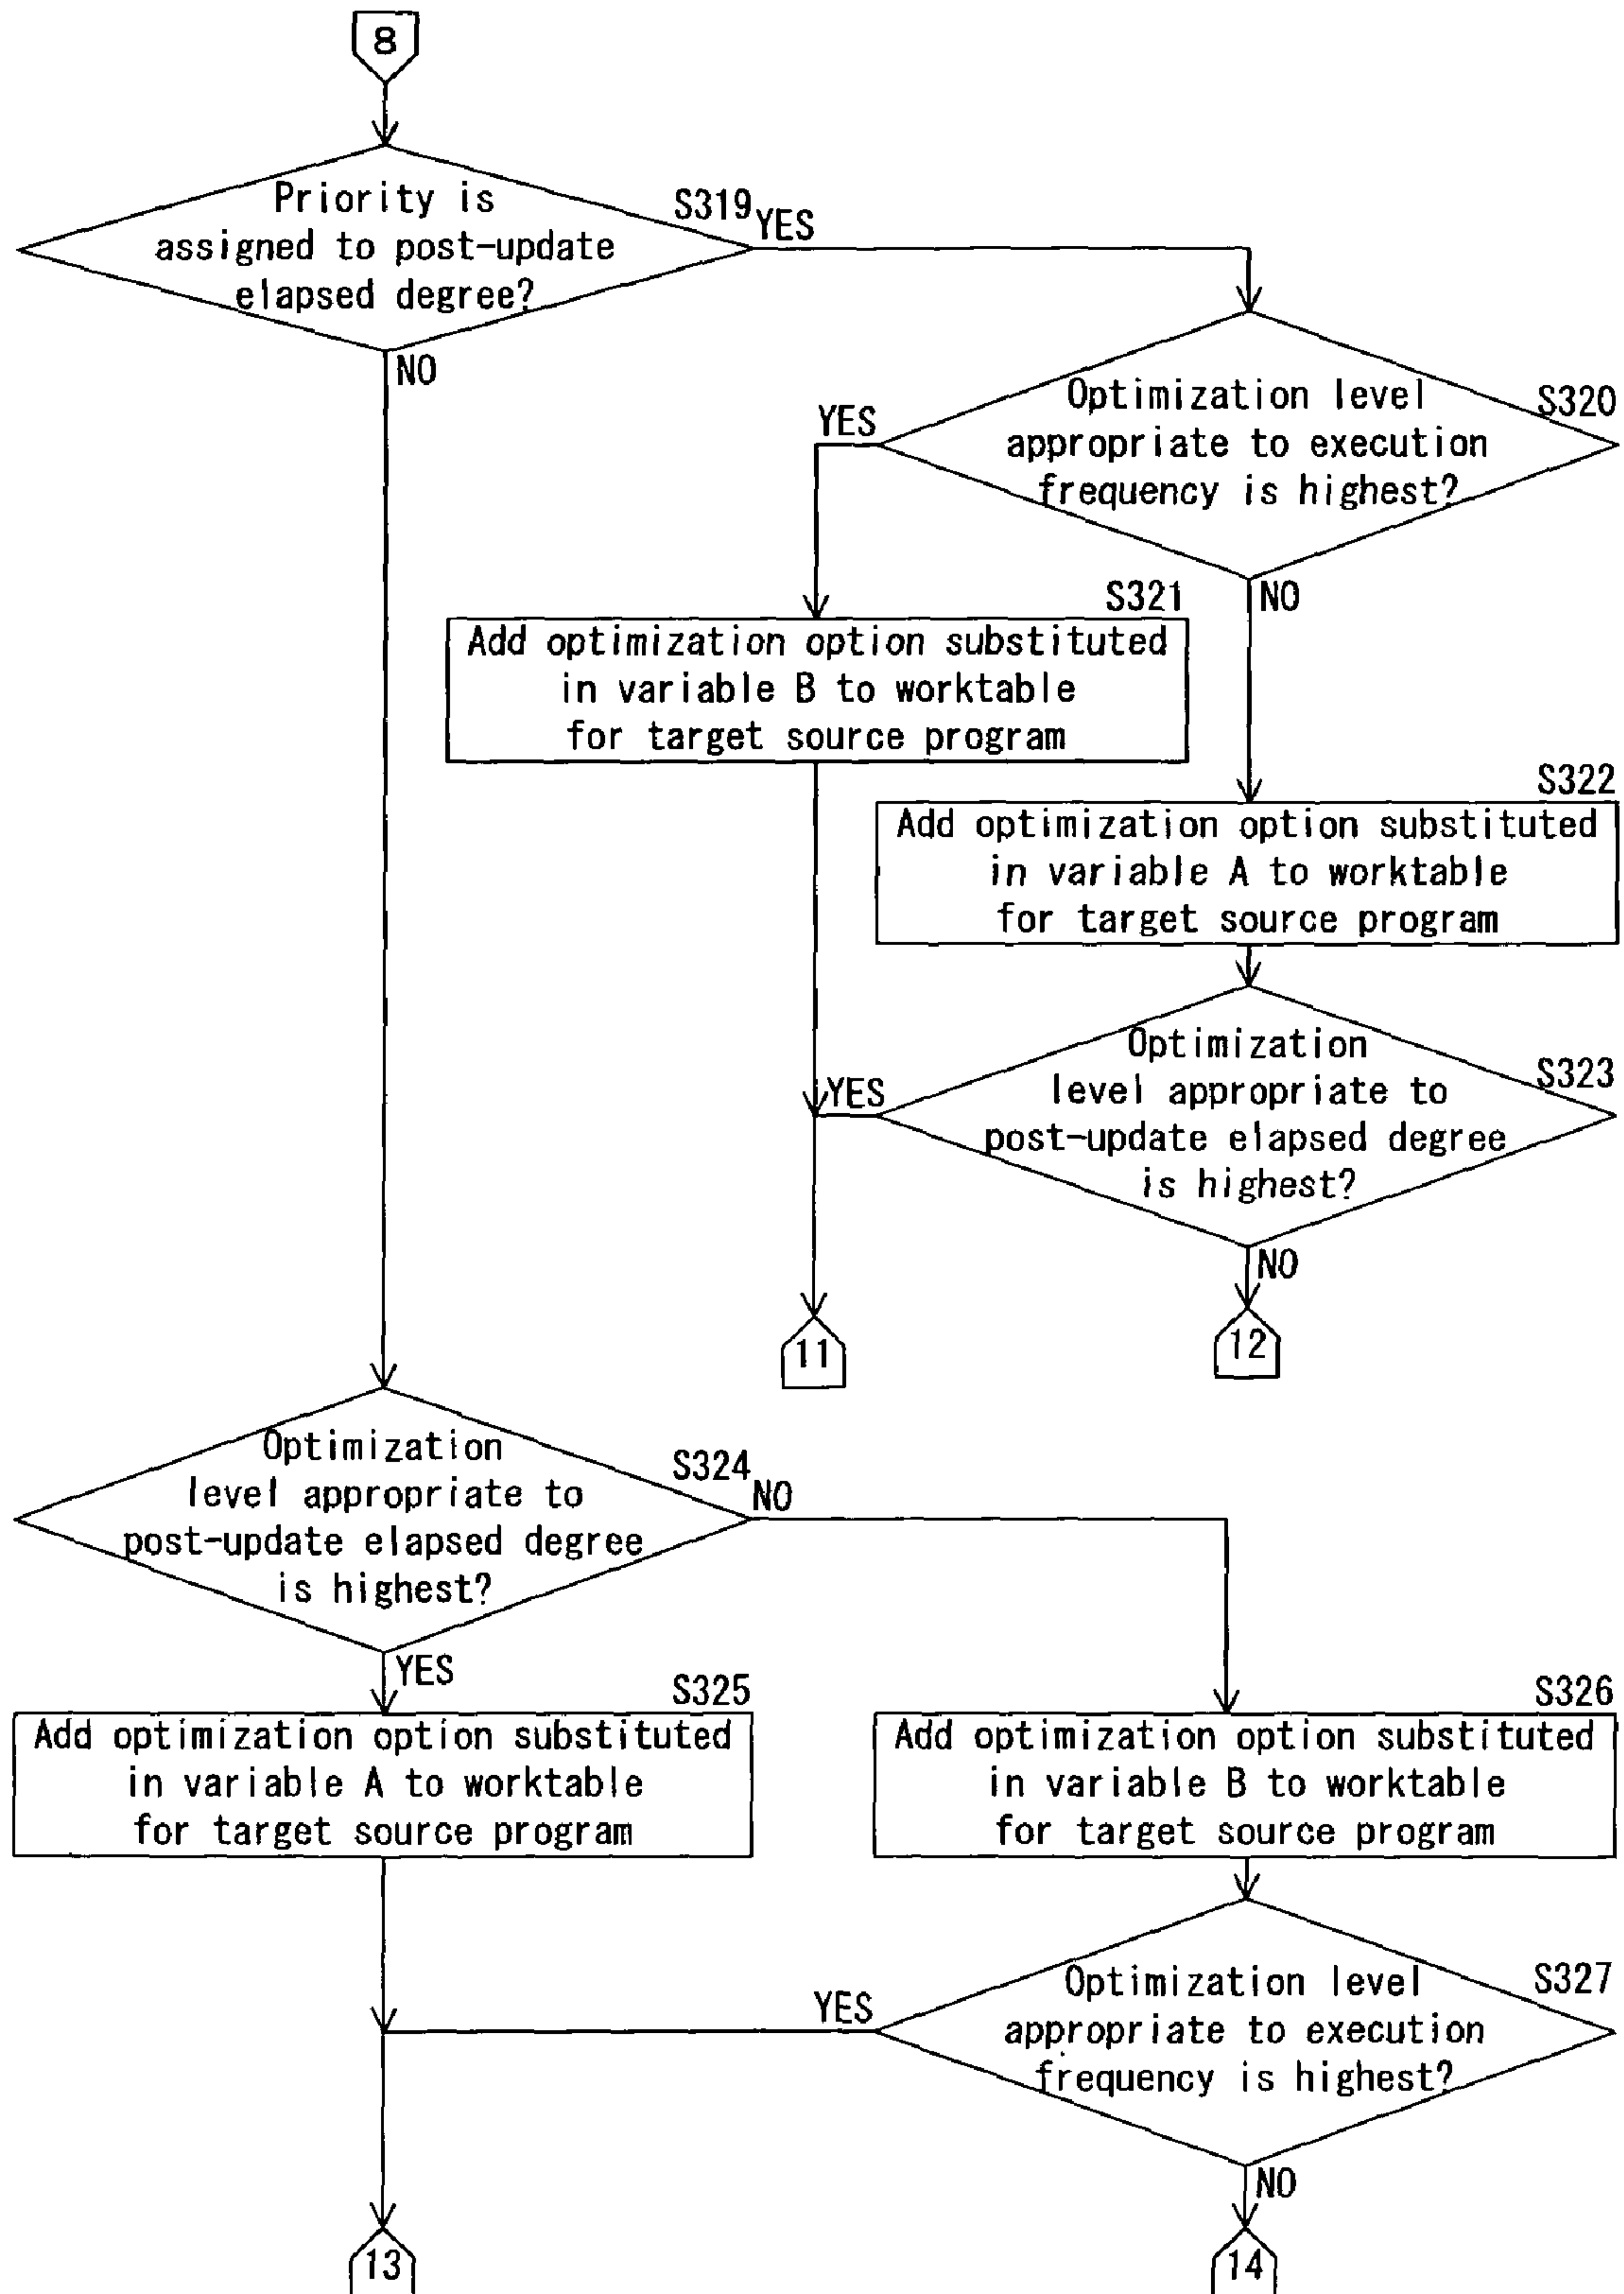 8
Priority is
assigned to post-update
elapsed degree?
S319
YES
NO
Optimization level
appropriate to execution
frequency is highest?
S320
YES
NO
S321
Add optimization option substituted
in variable B to worktable
for target source program
S322
Add optimization option substituted
in variable A to worktable
for target source program
Optimization
level appropriate to
post-update elapsed degree
is highest?
S323
YES
NO
11
12
Optimization
level appropriate to
post-update elapsed degree
is highest?
S324
NO
YES
S325
Add optimization option substituted
in variable A to worktable
for target source program
S326
Add optimization option substituted
in variable B to worktable
for target source program
Optimization level
appropriate to execution
frequency is highest?
S327
YES
NO
13
14